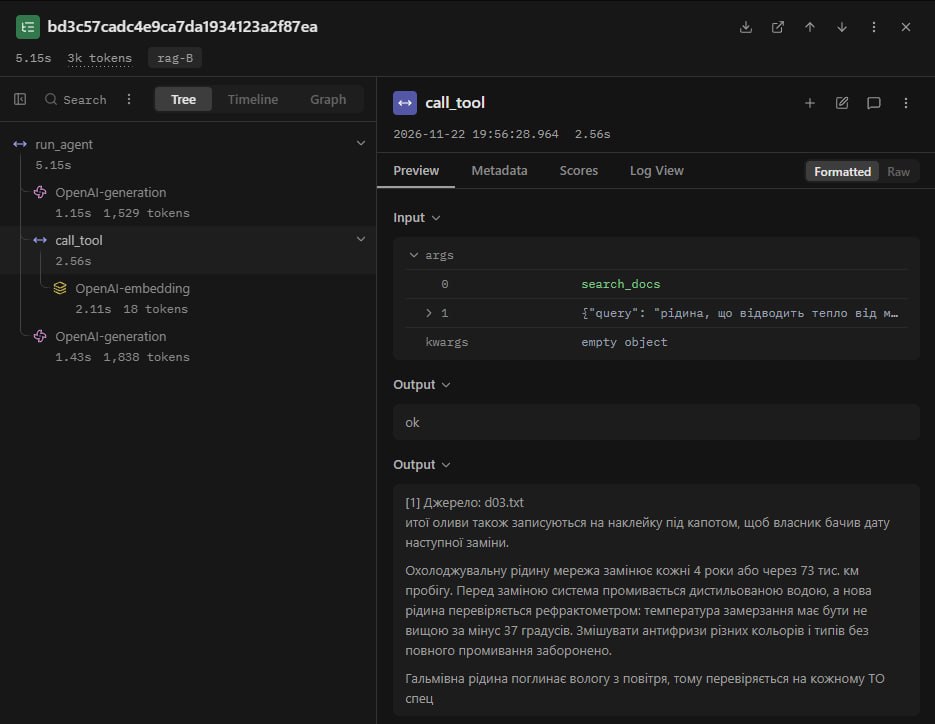 bd3c57cadc4e9ca7da1934123a2f87ea
5.15s 3k tokens rag-B
Search Tree Timeline Graph
run_agent
5.15s
OpenAI-generation
1.15s 1,529 tokens
call_tool
2.56s
OpenAI-embedding
2.11s 18 tokens
OpenAI-generation
1.43s 1,838 tokens
call_tool
2026-11-22 19:56:28.964 2.56s
Preview Metadata Scores Log View Formatted Raw
Input
args
0 search_docs
1 {"query": "рідина, що відводить тепло від м…
kwargs empty object
Output
ok
Output
[1] Джерело: d03.txt
итої оливи також записуються на наклейку під капотом, щоб власник бачив дату
наступної заміни.
Охолоджувальну рідину мережа замінює кожні 4 роки або через 73 тис. км
пробігу. Перед заміною система промивається дистильованою водою, а нова
рідина перевіряється рефрактометром: температура замерзання має бути не
вищою за мінус 37 градусів. Змішувати антифризи різних кольорів і типів без
повного промивання заборонено.
Гальмівна рідина поглинає вологу з повітря, тому перевіряється на кожному ТО
спец